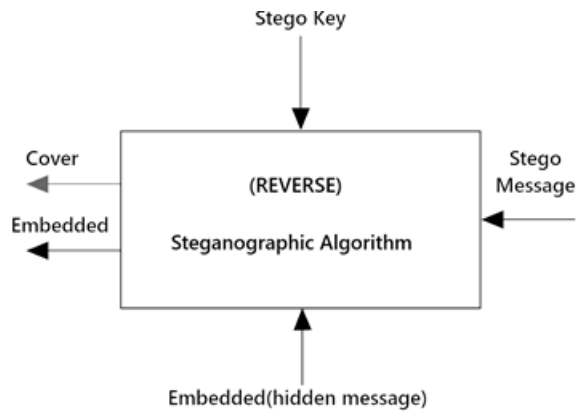 Stego Key
Cover
(REVERSE)
Stego
Message
Embedded
Steganographic Algorithm
Embedded(hidden message)